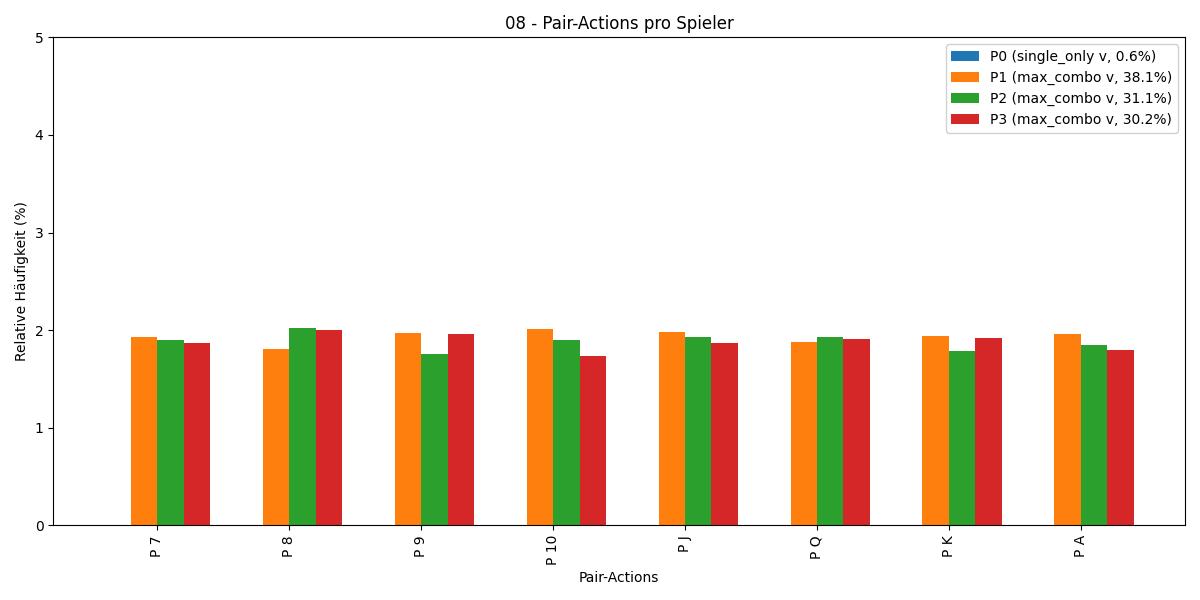 08 - Pair-Actions pro Spieler
P0 (single_only v, 0.6%)
P1 (max_combo v, 38.1%)
P2 (max_combo v, 31.1%)
P3 (max_combo v, 30.2%)
Relative Häufigkeit (%)
5
4
3
2
1
0
P 7
P 8
P 9
P 10
P J
P Q
P K
P A
Pair-Actions